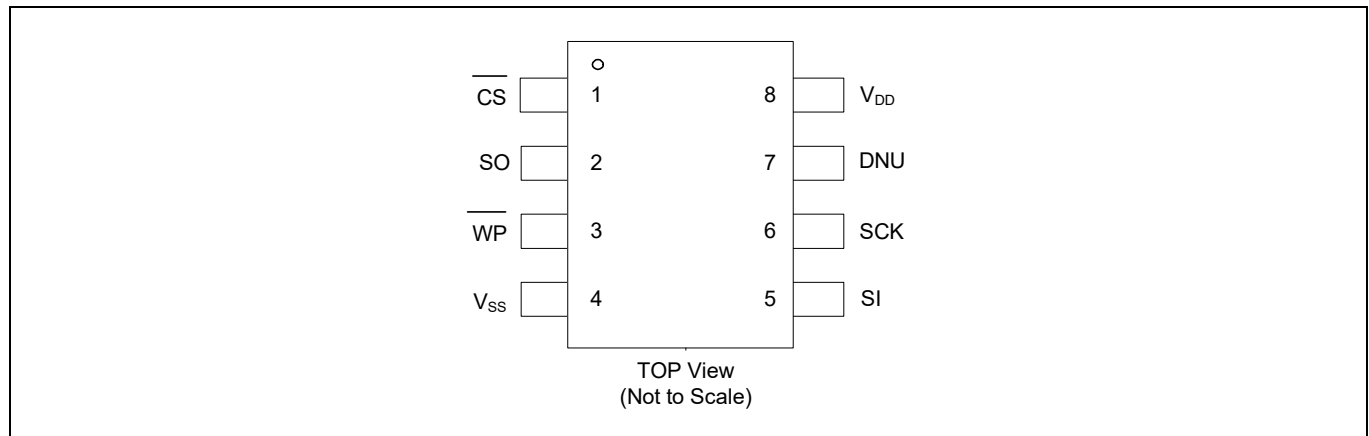 CS 1 8 VDD
SO 2 7 DNU
WP 3 6 SCK
VSS 4 5 SI
TOP View
(Not to Scale)